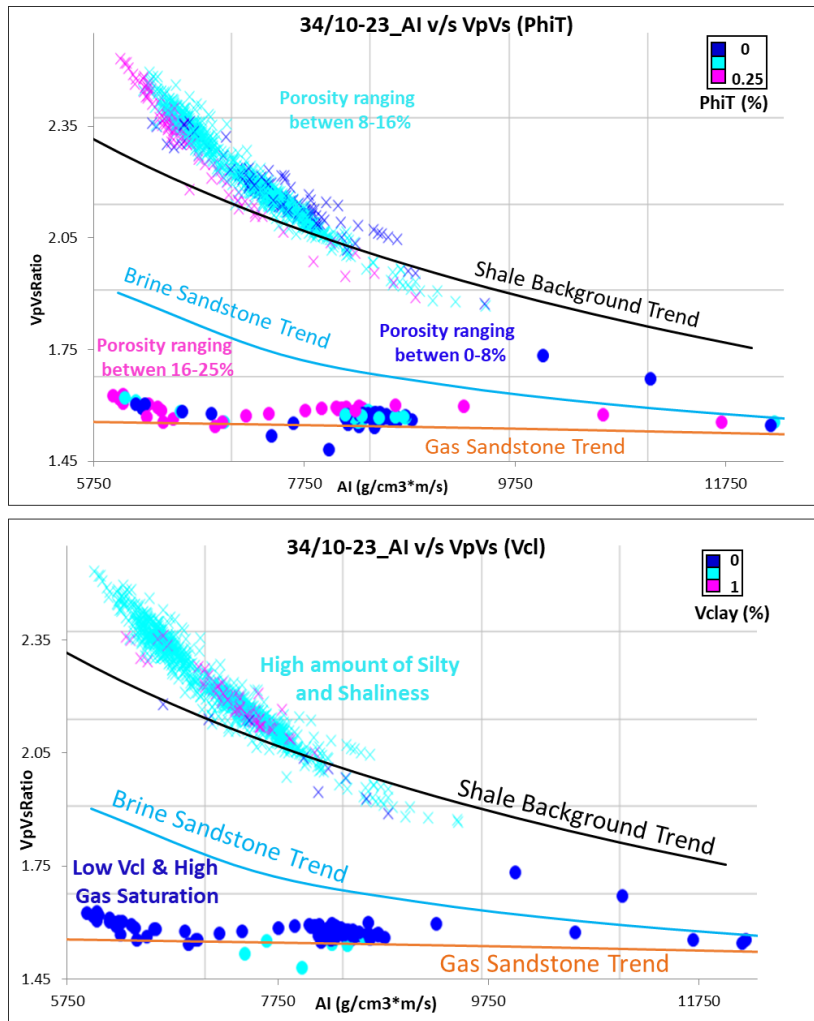 34/10-23_AI v/s VpVs (PhiT)
0
0.25
PhiT (%)
Porosity ranging
betwen 8-16%
2.35
2.05
1.75
1.45
VpVsRatio
Shale Background Trend
Brine Sandstone Trend
Porosity ranging
betwen 0-8%
Porosity ranging
betwen 16-25%
Gas Sandstone Trend
5750
7750
9750
11750
AI (g/cm3*m/s)
34/10-23_AI v/s VpVs (Vcl)
0
1
Vclay (%)
2.35
2.05
1.75
1.45
VpVsRatio
High amount of Silty
and Shaliness
Shale Background Trend
Brine Sandstone Trend
Low Vcl & High
Gas Saturation
Gas Sandstone Trend
5750
7750
9750
11750
AI (g/cm3*m/s)